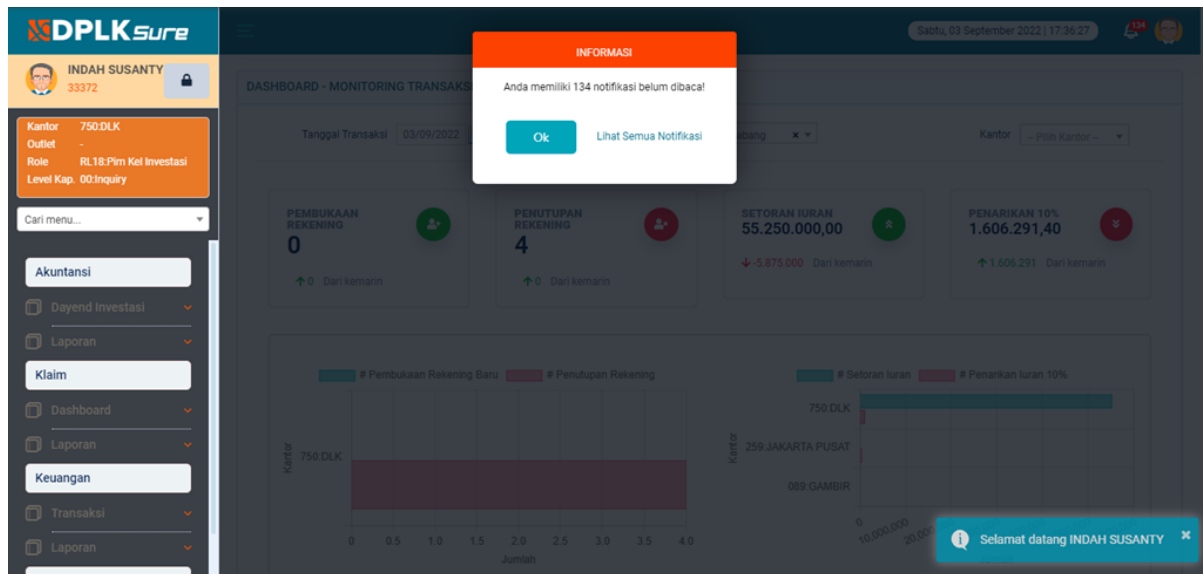 DPLKSure
Sabtu, 03 September 2022 | 17:36:27
134
INDAH SUSANTY
33372
INFORMASI
Anda memiliki 134 notifikasi belum dibaca!
Ok
Lihat Semua Notifikasi
DASHBOARD - MONITORING TRANSAKS
Kantor 750:DLK
Outlet -
Role RL18:Pim Kel Investasi
Level Kap. 00:Inquiry
Tanggal Transaksi 03/09/2022
abang × 
Kantor -- Pilih Kantor --
Cari menu...
PEMBUKAAN REKENING
0
0 Dari kemarin
PENUTUPAN REKENING
4
0 Dari kemarin
SETORAN IURAN
55.250.000,00
-5.875.000 Dari kemarin
PENARIKAN 10%
1.606.291,40
1.606.291 Dari kemarin
Akuntansi
Dayend Investasi
Laporan
Klaim
Dashboard
Laporan
Keuangan
Transaksi
Laporan
# Pembukaan Rekening Baru # Penutupan Rekening
Kantor
750:DLK
0 0.5 1.0 1.5 2.0 2.5 3.0 3.5 4.0
Jumlah
# Setoran Iuran # Penarikan Iuran 10%
Kantor
750:DLK
259:JAKARTA PUSAT
089:GAMBIR
0
10,000,000
Selamat datang INDAH SUSANTY ×